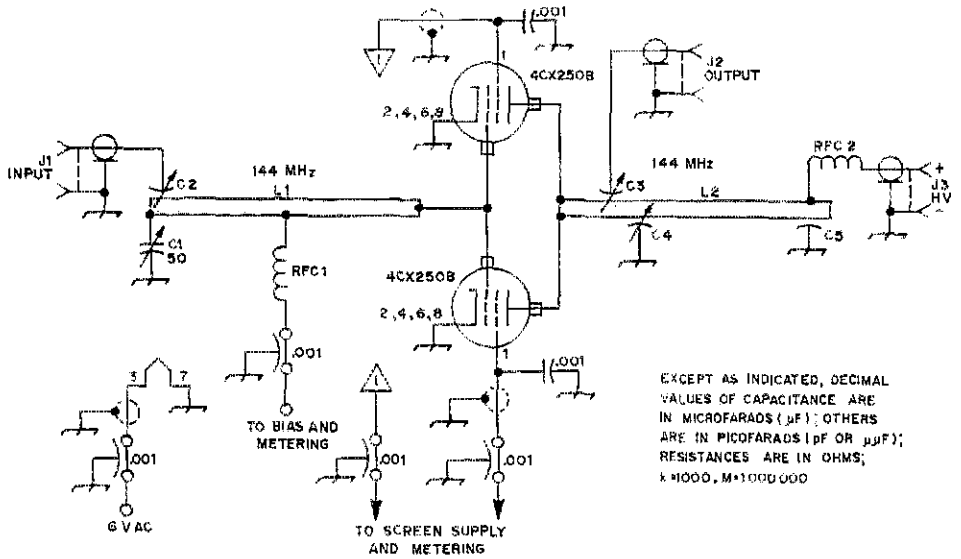 .001
1
1
4CX250B
2,4,6,8
J2
OUTPUT
J1
INPUT
C2
144 MHz
L1
C1
50
RFC1
.001
TO BIAS AND
METERING
4CX250B
2,4,6,8
1
.001
C3
144 MHz
L2
C4
C5
RFC 2
+
J3
HV
-
3
7
.001
6 V AC
1
.001
.001
TO SCREEN SUPPLY
AND METERING
EXCEPT AS INDICATED, DECIMAL
VALUES OF CAPACITANCE ARE
IN MICROFARADS (µF); OTHERS
ARE IN PICOFARADS (pF OR µµF);
RESISTANCES ARE IN OHMS;
k=1000, M=1000000